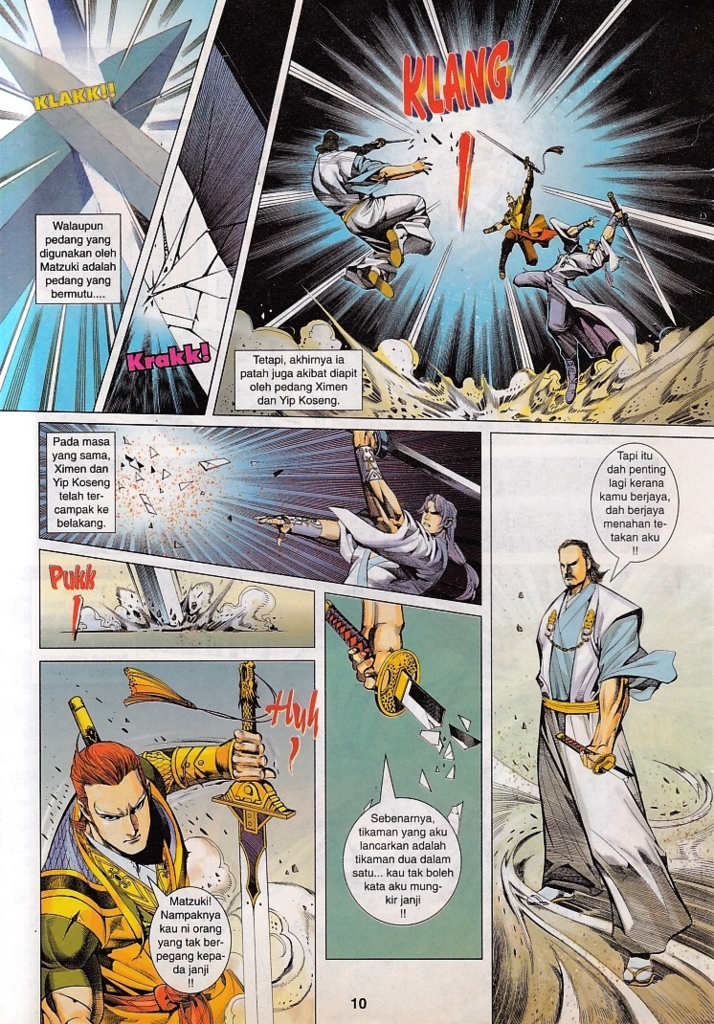 KLAKK!!
Walaupun
pedang yang
digunakan oleh
Matzuki adalah
pedang yang
bermutu....
Krakk!
KLANG
!
Tetapi, akhirnya ia
patah juga akibat diapit
oleh pedang Ximen
dan Yip Koseng.
Pada masa
yang sama,
Ximen dan
Yip Koseng
telah ter-
campak ke
belakang.
Pukk
!
Huh
!
Matzuki!
Nampaknya
kau ni orang
yang tak ber-
pegang kepa-
da janji
!!
Sebenarnya,
tikaman yang aku
lancarkan adalah
tikaman dua dalam
satu... kau tak boleh
kata aku mung-
kir janji
!!
Tapi itu
dah penting
lagi kerana
kamu berjaya,
dah berjaya
menahan te-
takan aku
!!
10